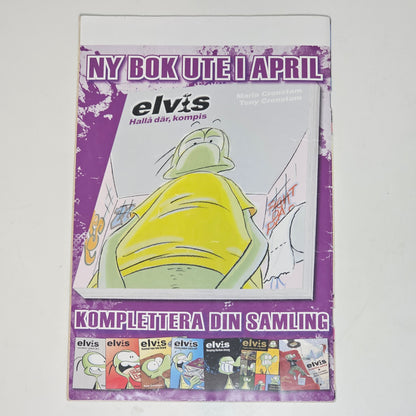 NY BOK UTE I APRIL
elvis
Maria Cronstam
Tony Cronstam
Hallå där, kompis
KOMPLETTERA DIN SAMLING
elvis elvis elvis elvis elvis elvis